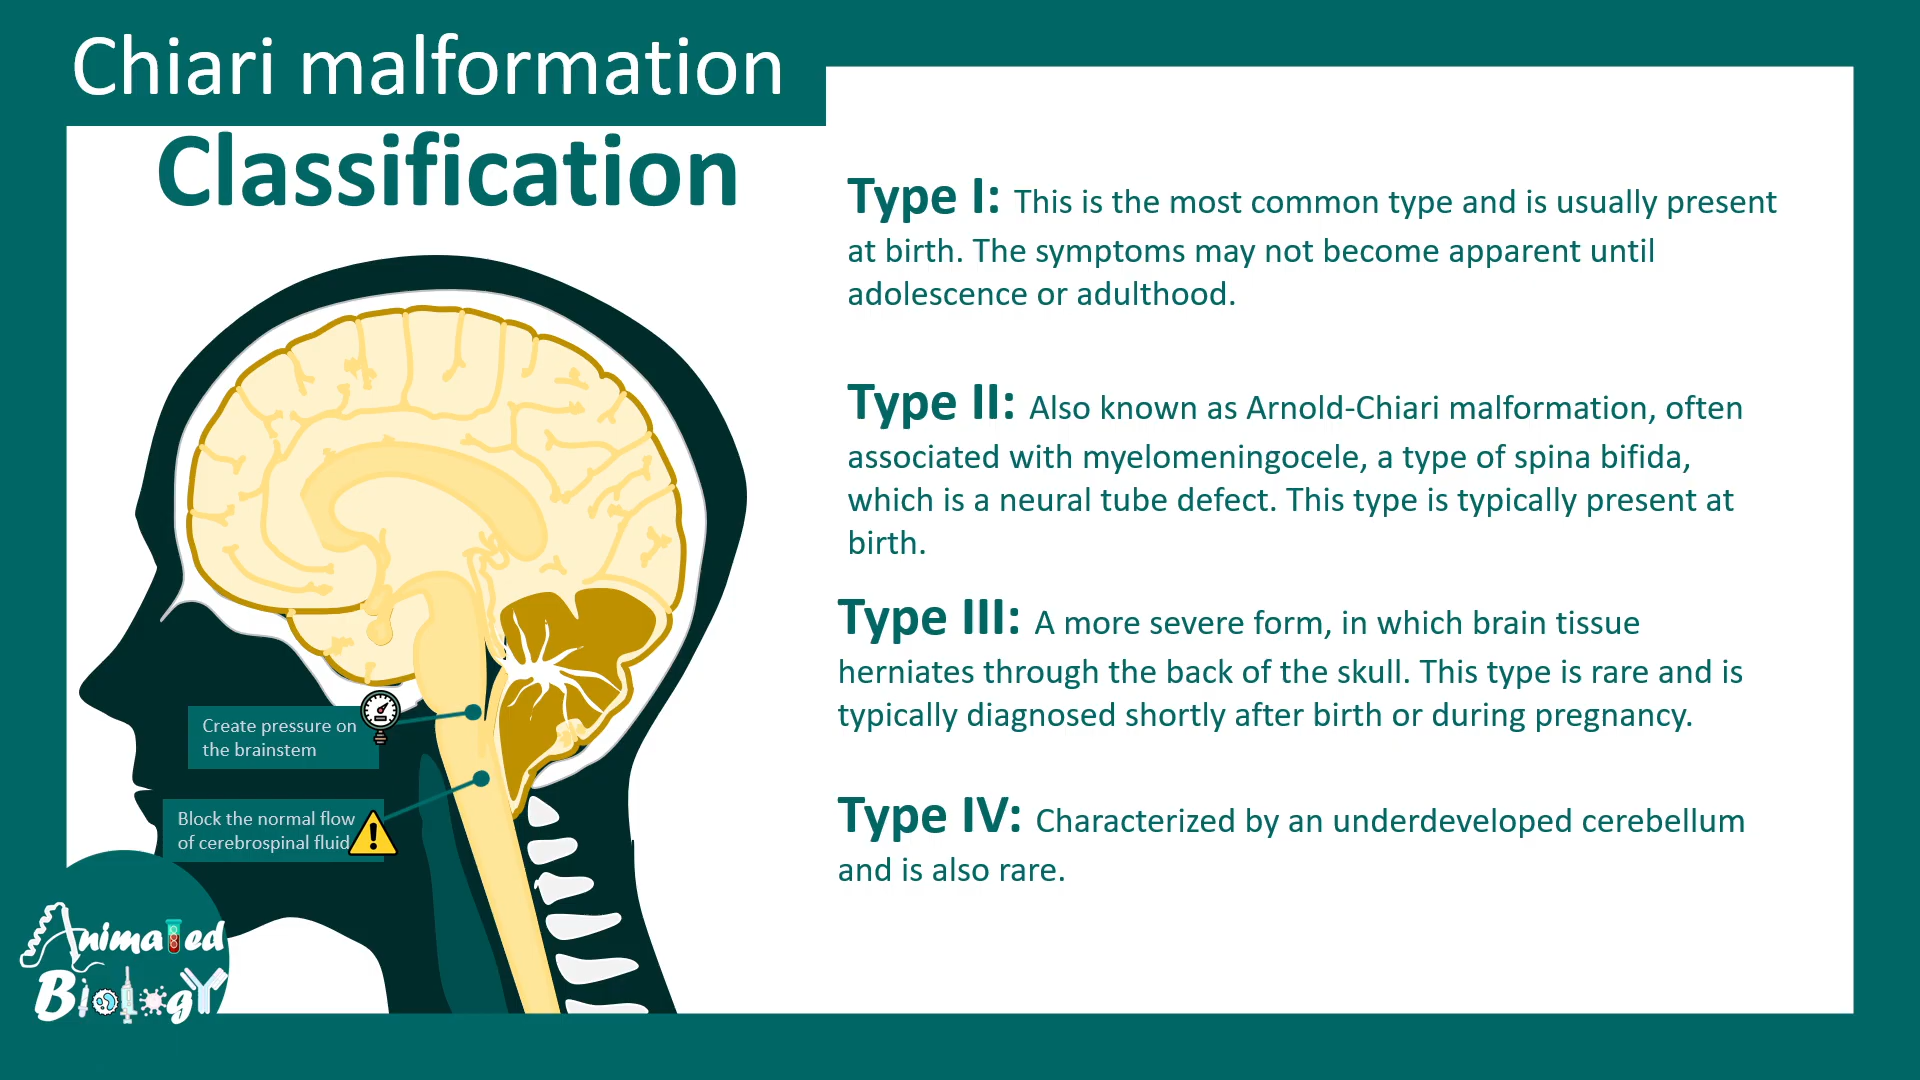 Chiari malformation
Classification
Type I: This is the most common type and is usually present
at birth. The symptoms may not become apparent until
adolescence or adulthood.
Type II: Also known as Arnold-Chiari malformation, often
associated with myelomeningocele, a type of spina bifida,
which is a neural tube defect. This type is typically present at
birth.
Type III: A more severe form, in which brain tissue
herniates through the back of the skull. This type is rare and is
typically diagnosed shortly after birth or during pregnancy.
Type IV: Characterized by an underdeveloped cerebellum
and is also rare.
Create pressure on
the brainstem
Block the normal flow
of cerebrospinal fluid
Animated
Biology